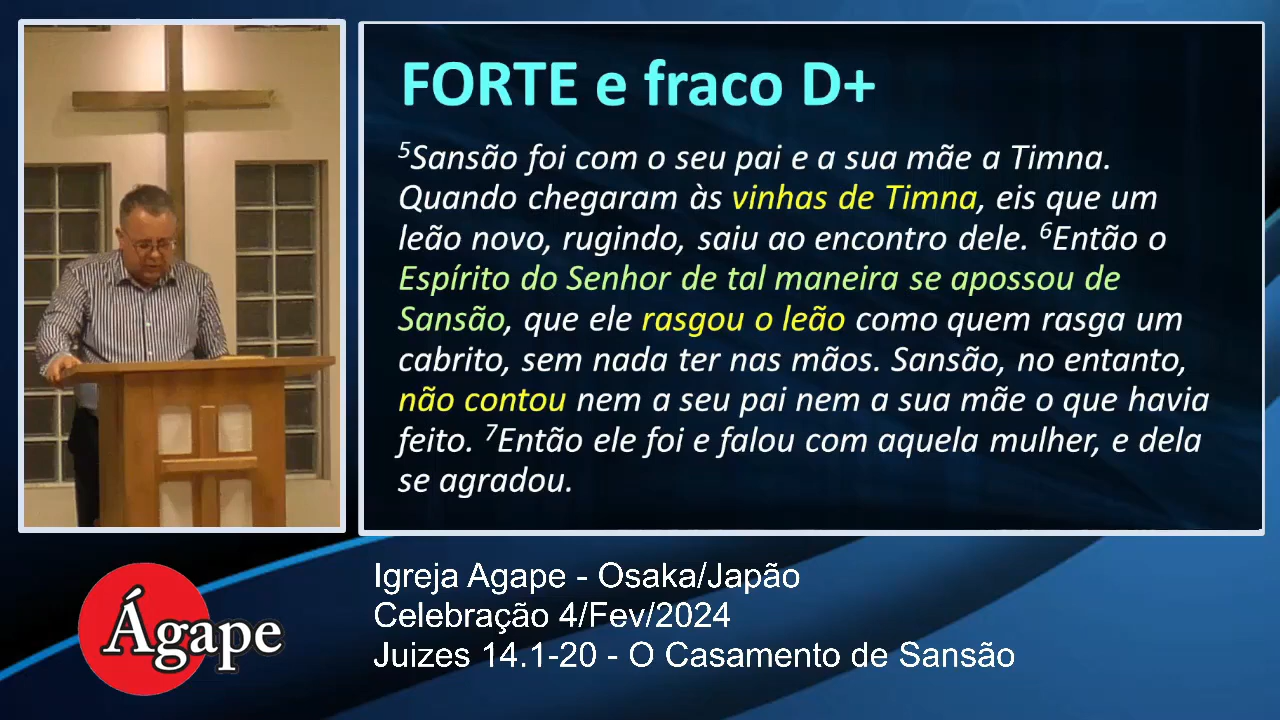 FORTE e fraco D+
⁵Sansão foi com o seu pai e a sua mãe a Timna.
Quando chegaram às vinhas de Timna, eis que um
leão novo, rugindo, saiu ao encontro dele. ⁶Então o
Espírito do Senhor de tal maneira se apossou de
Sansão, que ele rasgou o leão como quem rasga um
cabrito, sem nada ter nas mãos. Sansão, no entanto,
não contou nem a seu pai nem a sua mãe o que havia
feito. ⁷Então ele foi e falou com aquela mulher, e dela
se agradou.
Ágape
Igreja Agape - Osaka/Japão
Celebração 4/Fev/2024
Juizes 14.1-20 - O Casamento de Sansão